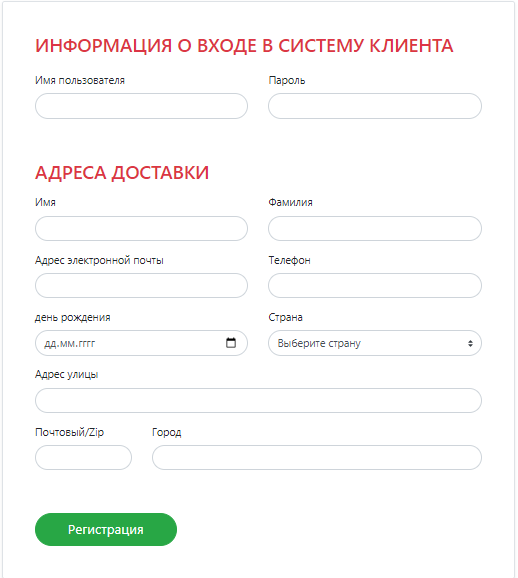 ИНФОРМАЦИЯ О ВХОДЕ В СИСТЕМУ КЛИЕНТА
Имя пользователя Пароль
АДРЕСА ДОСТАВКИ
Имя Фамилия
Адрес электронной почты Телефон
день рождения Страна
дд.мм.гггг Выберите страну
Адрес улицы
Почтовый/Zip Город
Регистрация